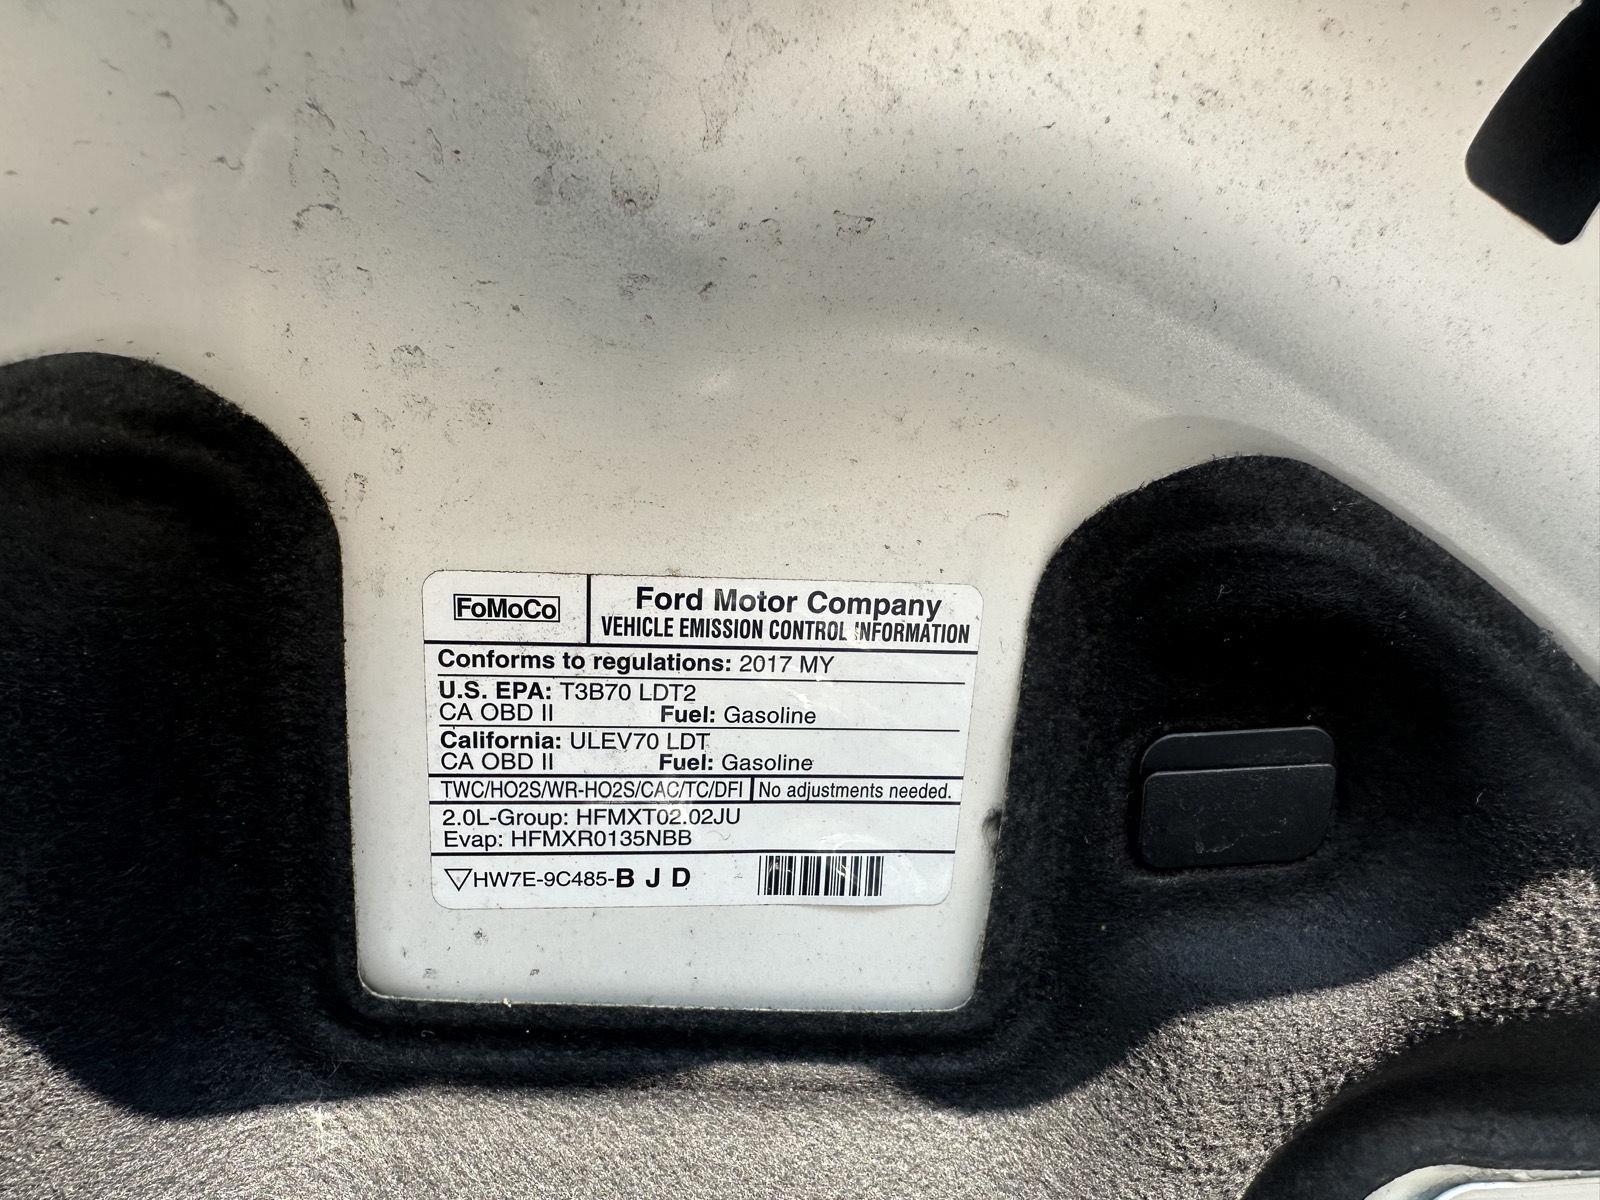 FoMoCo
Ford Motor Company
VEHICLE EMISSION CONTROL INFORMATION
Conforms to regulations: 2017 MY
U.S. EPA: T3B70 LDT2
CA OBD II Fuel: Gasoline
California: ULEV70 LDT
CA OBD II Fuel: Gasoline
TWC/HO2S/WR-HO2S/CAC/TC/DFI No adjustments needed.
2.0L-Group: HFMXT02.02JU
Evap: HFMXR0135NBB
HW7E-9C485-B J D